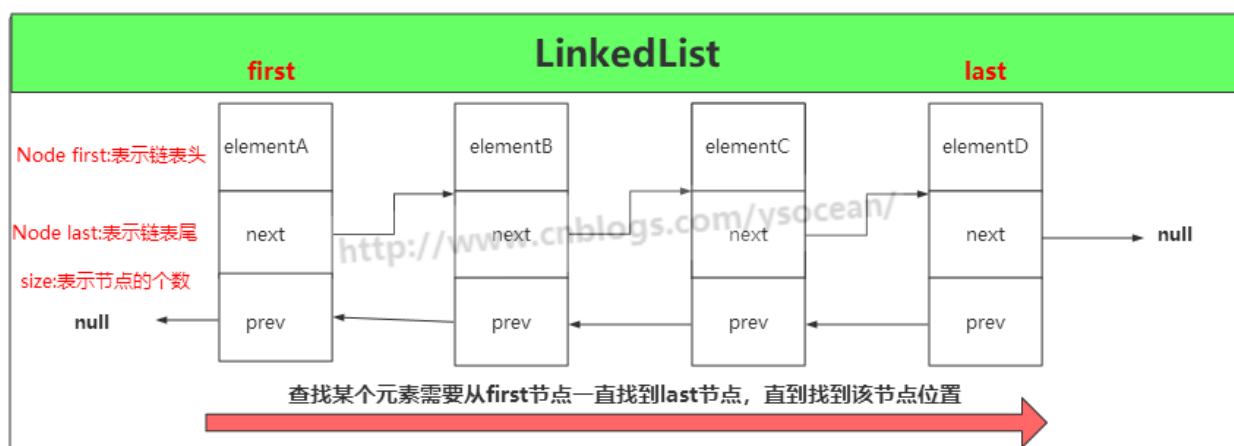 LinkedList
first
last
Node first:表示链表头
elementA
elementB
elementC
elementD
Node last:表示链表尾
next
next
next
next
null
http://www.cnblogs.com/ysocean/
size:表示节点的个数
null
prev
prev
prev
prev
查找某个元素需要从first节点一直找到last节点，直到找到该节点位置